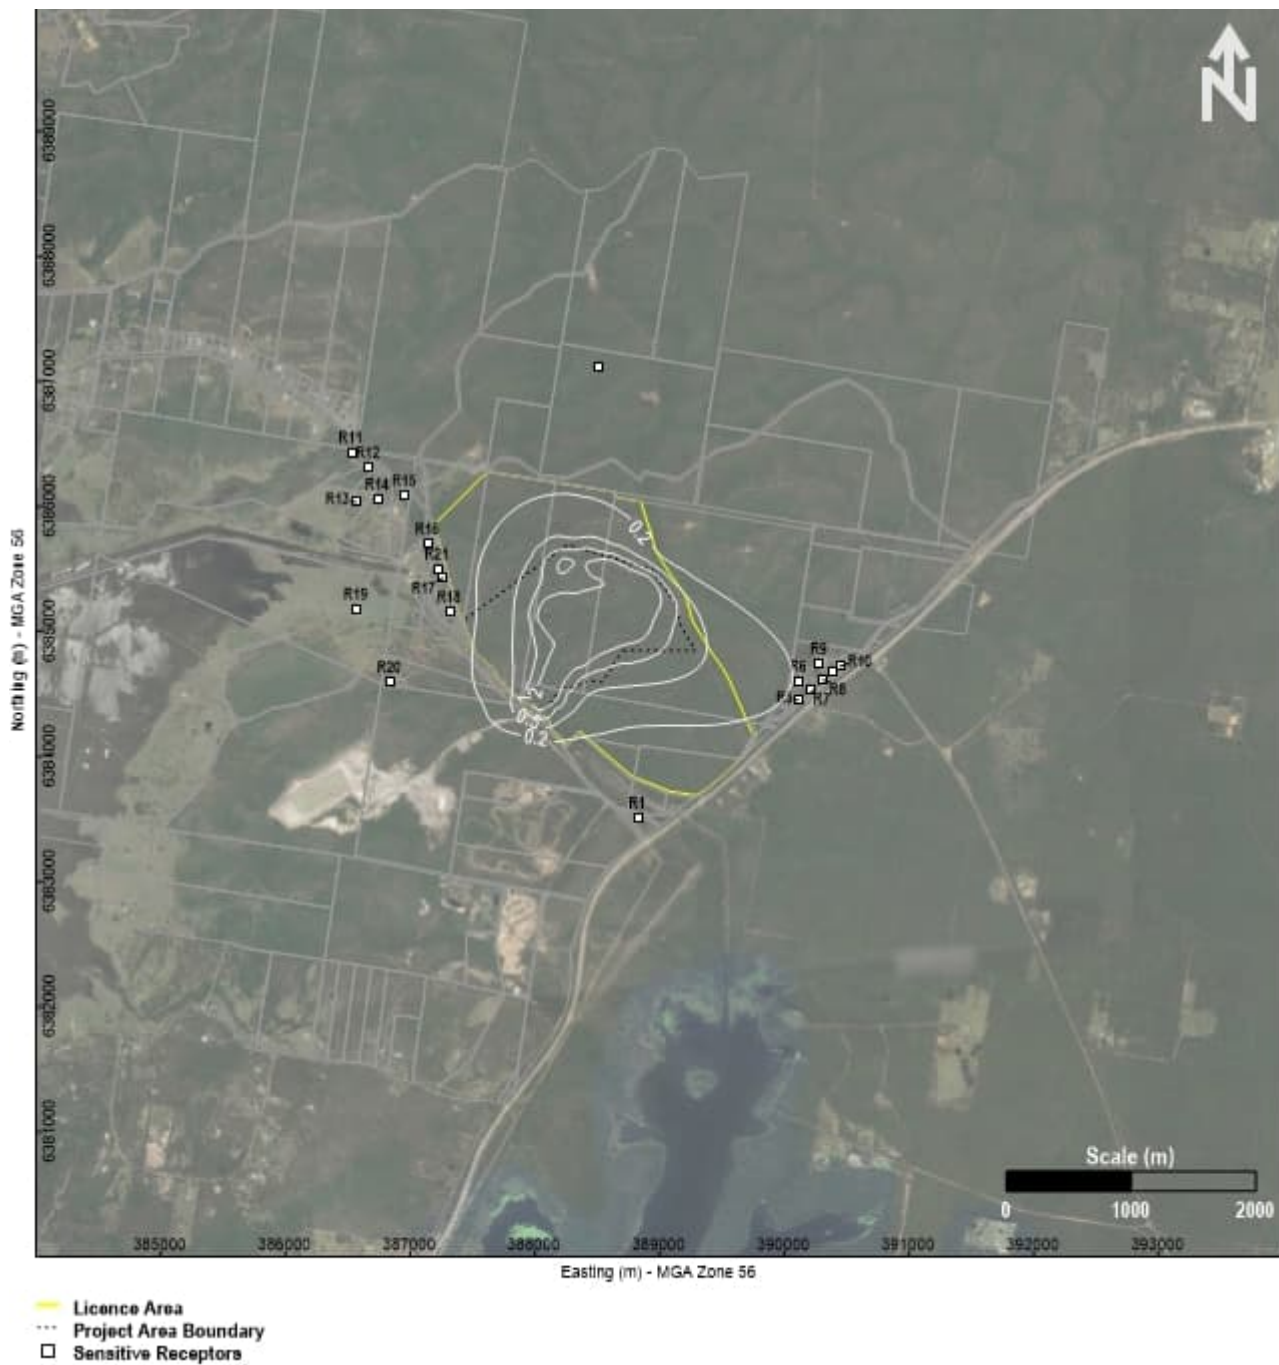 N
6389000
6388000
6387000
6386000
6385000
6384000
6383000
6382000
6381000
Northing (m) - MGA Zone 56
R11
R12
R15
R14
R13
0.2
R16
R21
R17
R18
R19
R20
R9
R10
R6
R8
R7
0.2
R1
Scale (m)
0 1000 2000
385000 386000 387000 388000 389000 390000 391000 392000 393000
Easting (m) - MGA Zone 56
Licence Area
Project Area Boundary
Sensitive Receptors